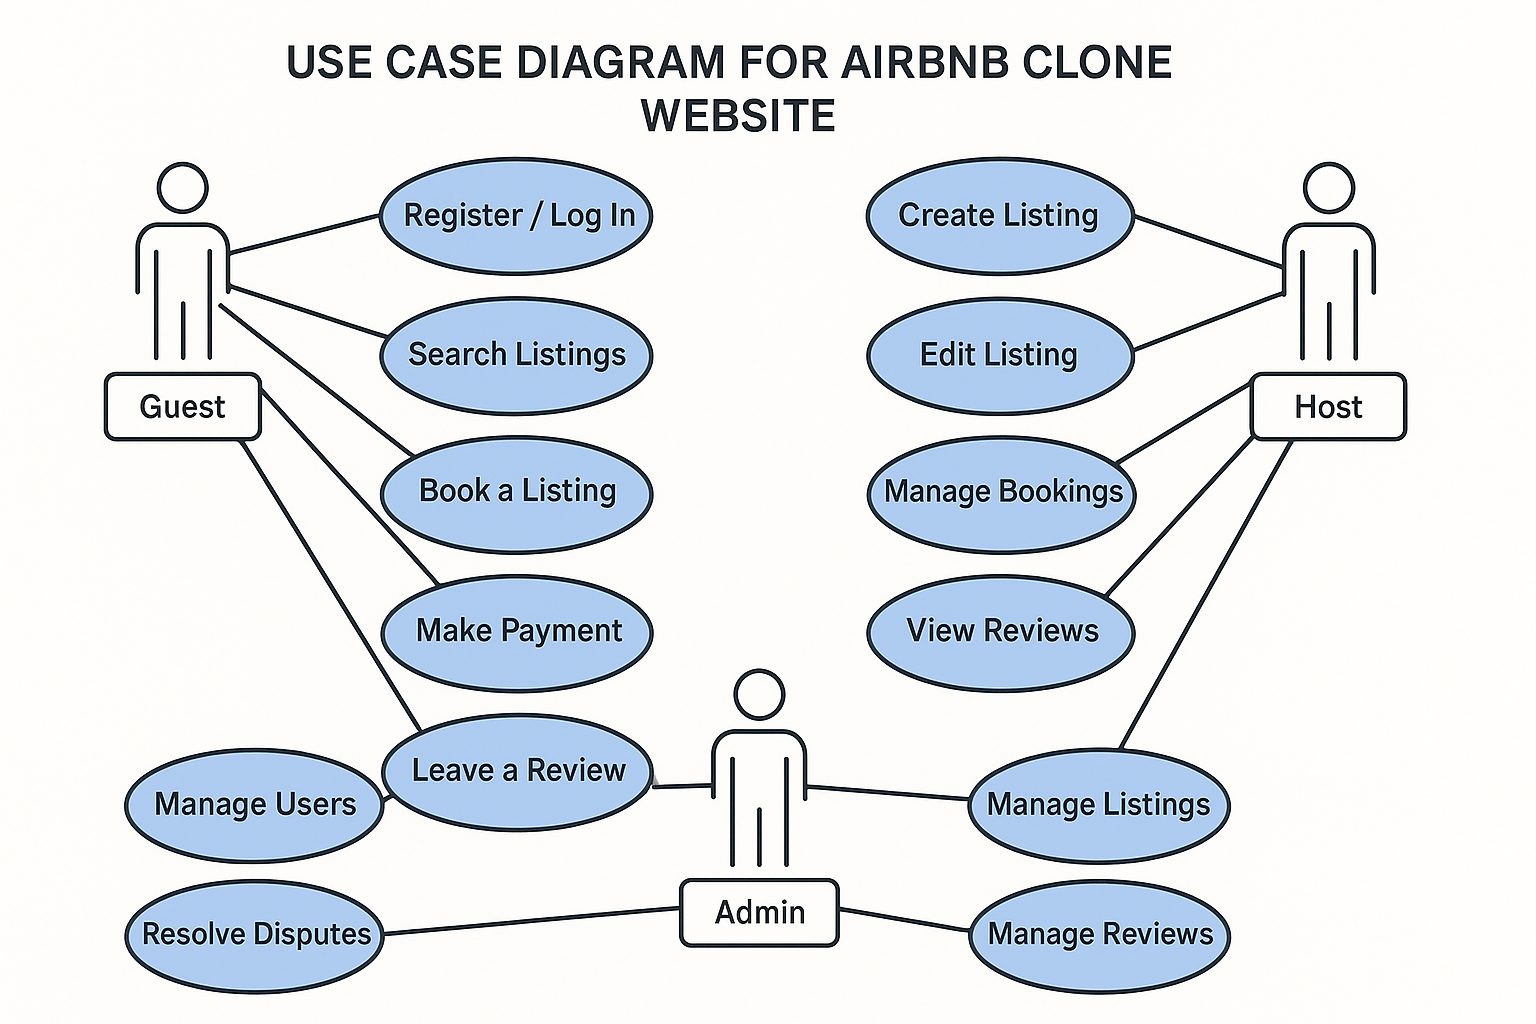 USE CASE DIAGRAM FOR AIRBNB CLONE
WEBSITE
Register / Log In
Create Listing
Search Listings
Edit Listing
Guest
Host
Book a Listing
Manage Bookings
Make Payment
View Reviews
Leave a Review
Manage Users
Manage Listings
Admin
Resolve Disputes
Manage Reviews